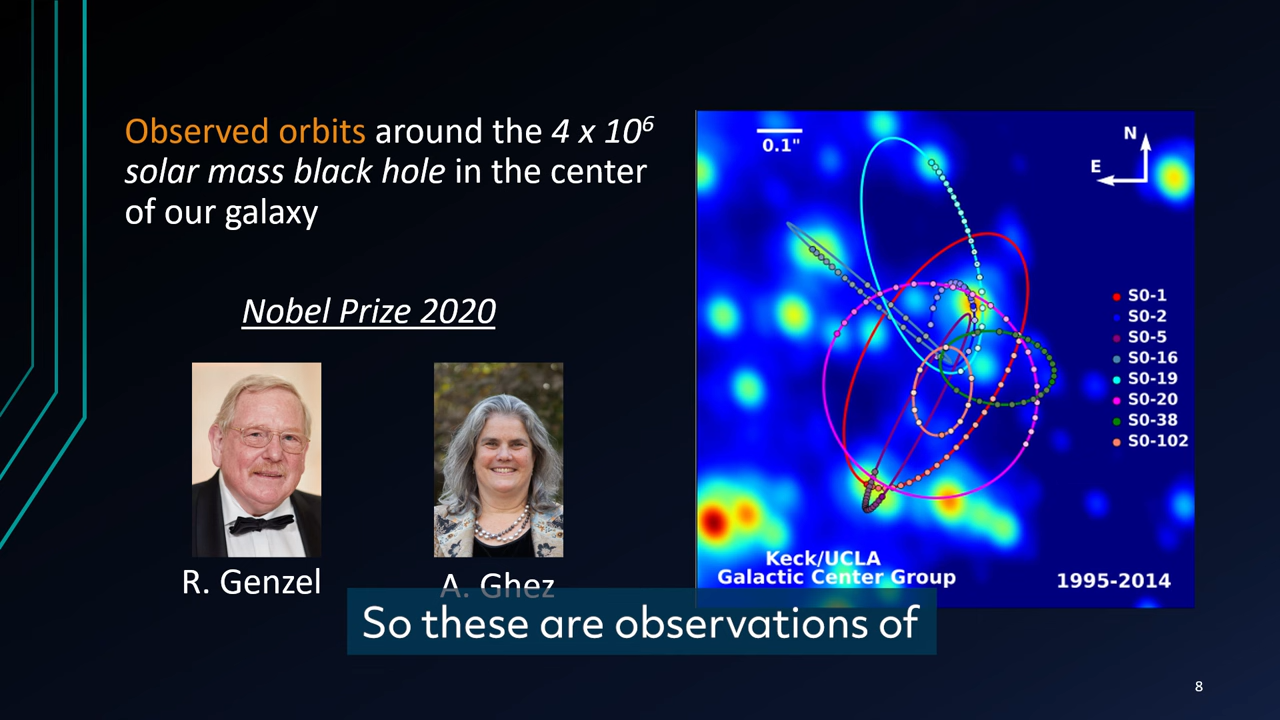 Observed orbits around the 4 x 10⁶
solar mass black hole in the center
of our galaxy
Nobel Prize 2020
R. Genzel
A. Ghez
0.1"
N
E
S0-1
S0-2
S0-5
S0-16
S0-19
S0-20
S0-38
S0-102
Keck/UCLA
Galactic Center Group
1995-2014
So these are observations of
8